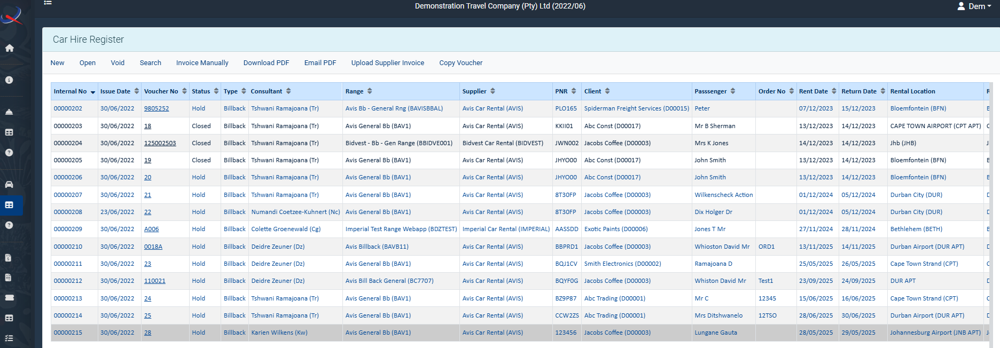 Demonstration Travel Company (Pty) Ltd (2022/06)
Dem
Car Hire Register
New Open Void Search Invoice Manually Download PDF Email PDF Upload Supplier Invoice Copy Voucher
Internal No Issue Date Voucher No Status Type Consultant Range Supplier PNR Client Passsenger Order No Rent Date Return Date Rental Location R
00000202 30/06/2022 9805252 Hold Billback Tshwani Ramajoana (Tr) Avis Bb - General Rng (BAVISBBAL) Avis Car Rental (AVIS) PLO165 Spiderman Freight Services (D00015) Peter 07/12/2023 15/12/2023 Bloemfontein (BFN) B
00000203 30/06/2022 18 Closed Billback Tshwani Ramajoana (Tr) Avis General Bb (BAV1) Avis Car Rental (AVIS) KKII01 Abc Const (D00017) Mr B Sherman 13/12/2023 14/12/2023 CAPE TOWN AIRPORT (CPT APT) C
00000204 30/06/2022 125002503 Closed Billback Tshwani Ramajoana (Tr) Bidvest - Bb - Gen Range (BBIDVE001) Bidvest Car Rental (BIDVEST) JWN002 Jacobs Coffee (D00003) Mrs K Jones 14/12/2023 14/12/2023 Jhb (JHB) J
00000205 30/06/2022 19 Closed Billback Tshwani Ramajoana (Tr) Avis General Bb (BAV1) Avis Car Rental (AVIS) JHYO00 Abc Const (D00017) John Smith 13/12/2023 14/12/2023 Bloemfontein (BFN) B
00000206 30/06/2022 20 Hold Billback Tshwani Ramajoana (Tr) Avis General Bb (BAV1) Avis Car Rental (AVIS) JHYO00 Abc Const (D00017) John Smith 13/12/2023 14/12/2023 Bloemfontein (BFN) B
00000207 30/06/2022 21 Hold Billback Tshwani Ramajoana (Tr) Avis General Bb (BAV1) Avis Car Rental (AVIS) 8T30FP Jacobs Coffee (D00003) Wilkenscheck Action 01/12/2024 05/12/2024 Durban City (DUR) D
00000208 23/06/2022 22 Hold Billback Numandi Coetzee-Kuhnert (Nc) Avis General Bb (BAV1) Avis Car Rental (AVIS) 8T30FP Jacobs Coffee (D00003) Dix Holger Dr 01/12/2024 05/12/2024 Durban City (DUR) D
00000209 30/06/2022 A006 Hold Billback Colette Groenewald (Cg) Imperial Test Range Webapp (BDZTEST) Imperial Car Rental (IMPERIAL) AASSDD Exotic Paints (D00006) Jones T Mr 27/11/2024 28/11/2024 Bethlehem (BETH) B
00000210 30/06/2022 0018A Hold Billback Deidre Zeuner (Dz) Avis Billback (BAVB11) Avis Car Rental (AVIS) BBPRD1 Jacobs Coffee (D00003) Whioston David Mr ORD1 13/11/2025 14/11/2025 Durban Airport (DUR APT) D
00000211 30/06/2022 23 Hold Billback Deidre Zeuner (Dz) Avis General Bb (BAV1) Avis Car Rental (AVIS) BQJ1CV Smith Electronics (D00002) Ramajoana D 25/05/2025 26/05/2025 Cape Town Strand (CPT) C
00000212 30/06/2022 110021 Hold Billback Deidre Zeuner (Dz) Avis Bill Back General (BC7707) Avis Car Rental (AVIS) BQYF0G Jacobs Coffee (D00003) Whiston David Mr Test1 23/09/2025 24/09/2025 DUR APT D
00000213 30/06/2022 24 Hold Billback Tshwani Ramajoana (Tr) Avis General Bb (BAV1) Avis Car Rental (AVIS) BZ9P87 Abc Trading (D00001) Mr C 12345 15/06/2025 16/06/2025 Cape Town Strand (CPT) C
00000214 30/06/2022 25 Hold Billback Tshwani Ramajoana (Tr) Avis General Bb (BAV1) Avis Car Rental (AVIS) CCW2ZS Abc Trading (D00001) Mrs Ditshwanelo 12TSO 28/06/2025 30/06/2025 Durban Airport (DUR APT) D
00000215 30/06/2022 28 Hold Billback Karien Wilkens (Kw) Avis General Bb (BAV1) Avis Car Rental (AVIS) 123456 Jacobs Coffee (D00003) Lungane Gauta 28/05/2025 29/05/2025 Johannesburg Airport (JNB APT) J